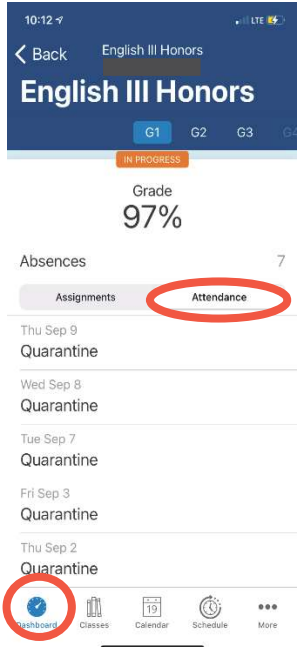 10:12
LTE
Back
English III Honors
English III Honors
G1 G2 G3 G4
IN PROGRESS
Grade
97%
Absences 7
Assignments Attendance
Thu Sep 9
Quarantine
Wed Sep 8
Quarantine
Tue Sep 7
Quarantine
Fri Sep 3
Quarantine
Thu Sep 2
Quarantine
19
Dashboard Classes Calendar Schedule More